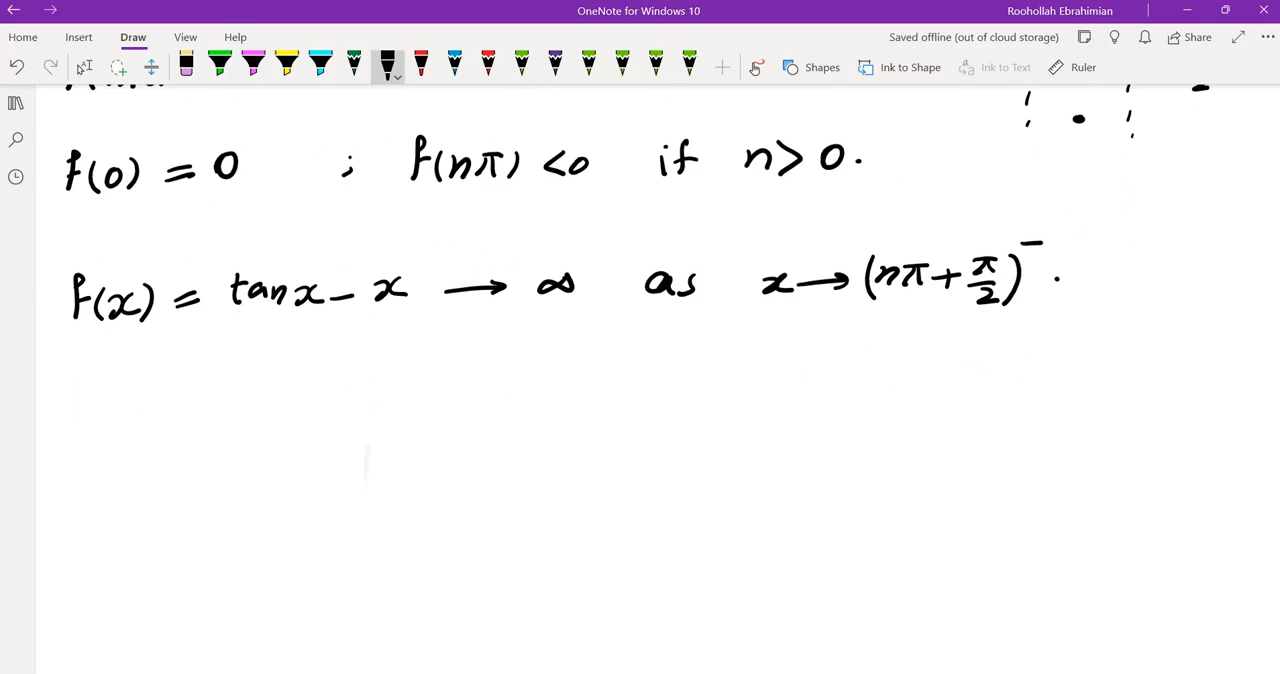 OneNote for Windows 10
Roohollah Ebrahimian
Home Insert Draw View Help
Saved offline (out of cloud storage)
Share
Shapes
Ink to Shape
Ink to Text
Ruler
f(0) = 0 ; f(nπ) <0 if n> 0.
f(x) = tanx - x → ∞ as x → (nπ + π/2)⁻.